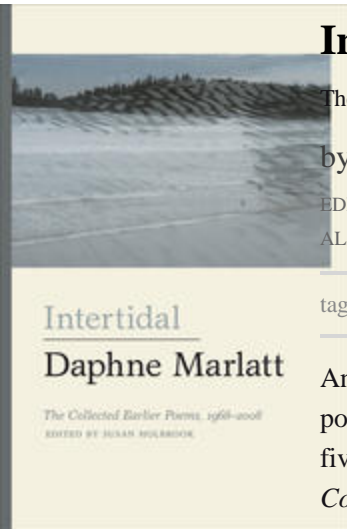 Intertidal
Daphne Marlatt
The Collected Earlier Poems, 1968–2008
EDITED BY SUSAN HOLBROOK
In
The
by
ED
AL
tag
An
po
fiv
Co